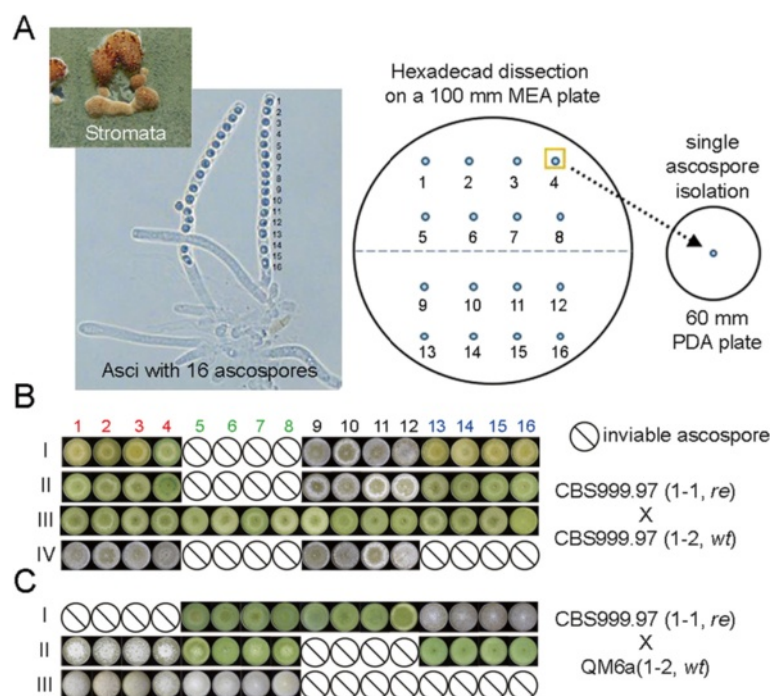 A
Stromata
1
2
3
4
5
6
7
8
9
10
11
12
13
14
15
16
Asci with 16 ascospores
Hexadecad dissection
on a 100 mm MEA plate
1 2 3 4
5 6 7 8
9 10 11 12
13 14 15 16
single
ascospore
isolation
60 mm
PDA plate
B
1 2 3 4 5 6 7 8 9 10 11 12 13 14 15 16
I
II
III
IV
inviable ascospore
CBS999.97 (1-1, re)
X
CBS999.97 (1-2, wt)
C
I
II
III
CBS999.97 (1-1, re)
X
QM6a(1-2, wt)